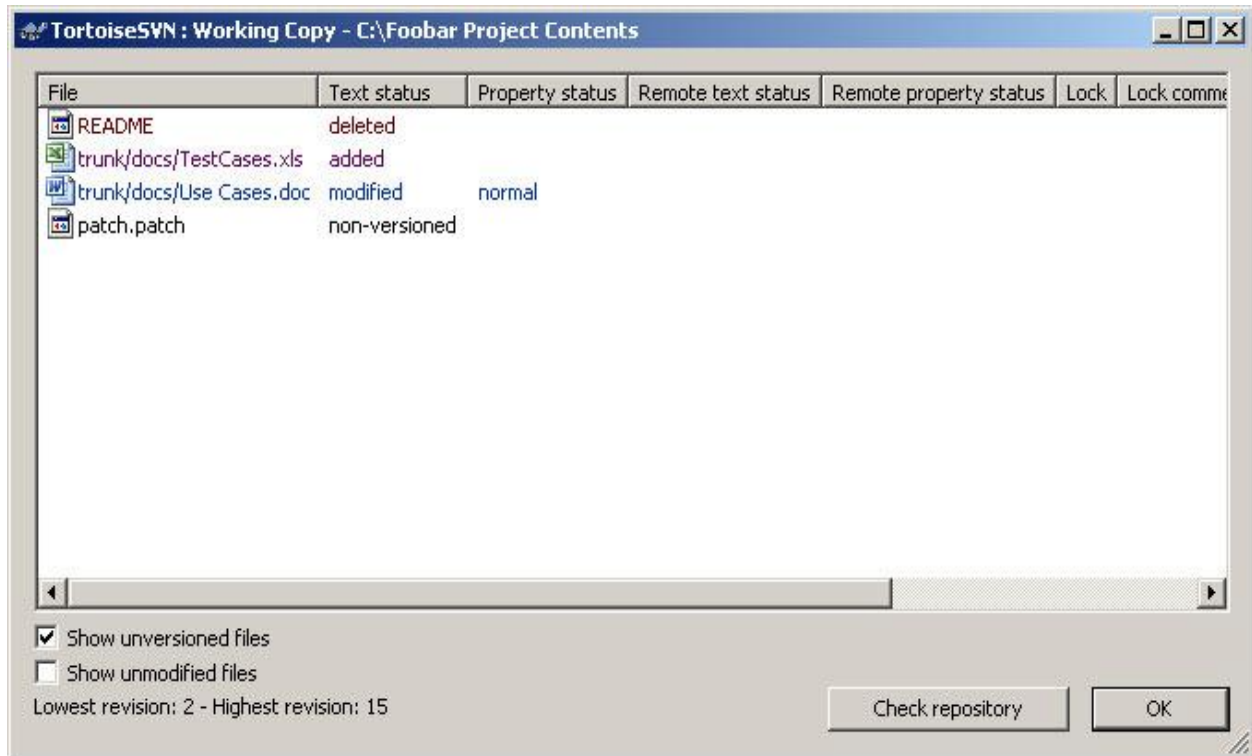 TortoiseSVN : Working Copy - C:\Foobar Project Contents
File Text status Property status Remote text status Remote property status Lock Lock comme
README deleted
trunk/docs/TestCases.xls added
trunk/docs/Use Cases.doc modified normal
patch.patch non-versioned
Show unversioned files
Show unmodified files
Lowest revision: 2 - Highest revision: 15
Check repository OK